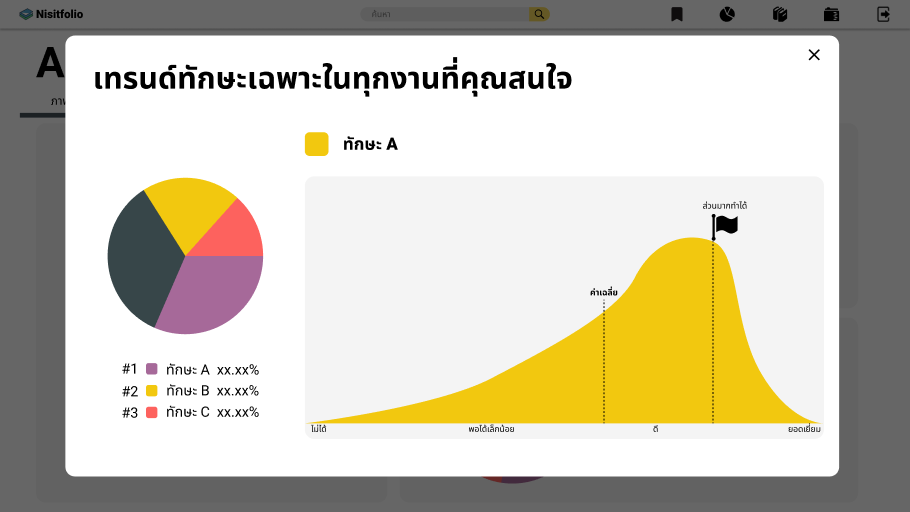 Nisitfolio
ค้นหา
A
ภาพ
เทรนด์ทักษะเฉพาะในทุกงานที่คุณสนใจ
ทักษะ A
ส่วนมากทำได้
ค่าเฉลี่ย
ไม่ได้ พอได้เล็กน้อย ดี ยอดเยี่ยม
#1 ทักษะ A xx.xx%
#2 ทักษะ B xx.xx%
#3 ทักษะ C xx.xx%